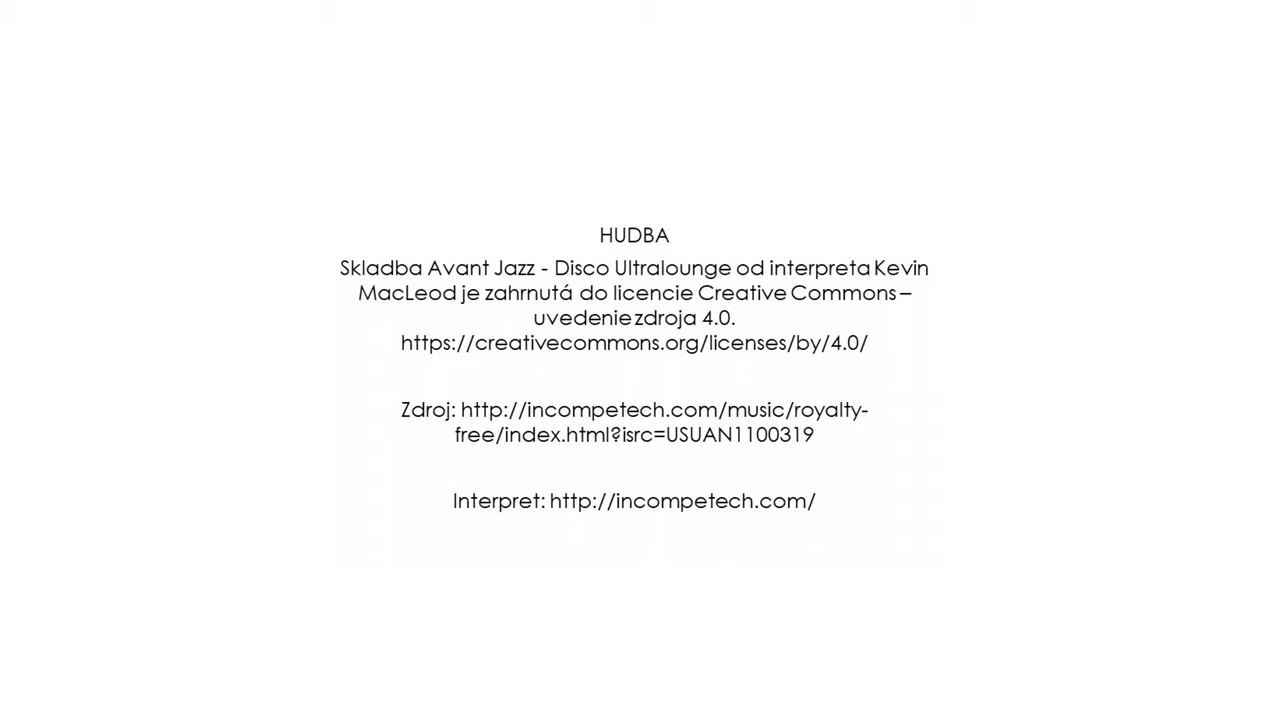 HUDBA
Skladba Avant Jazz - Disco Ultralounge od interpreta Kevin
MacLeod je zahrnutá do licencie Creative Commons –
uvedenie zdroja 4.0.
https://creativecommons.org/licenses/by/4.0/
Zdroj: http://incompetech.com/music/royalty-
free/index.html?isrc=USUAN1100319
Interpret: http://incompetech.com/